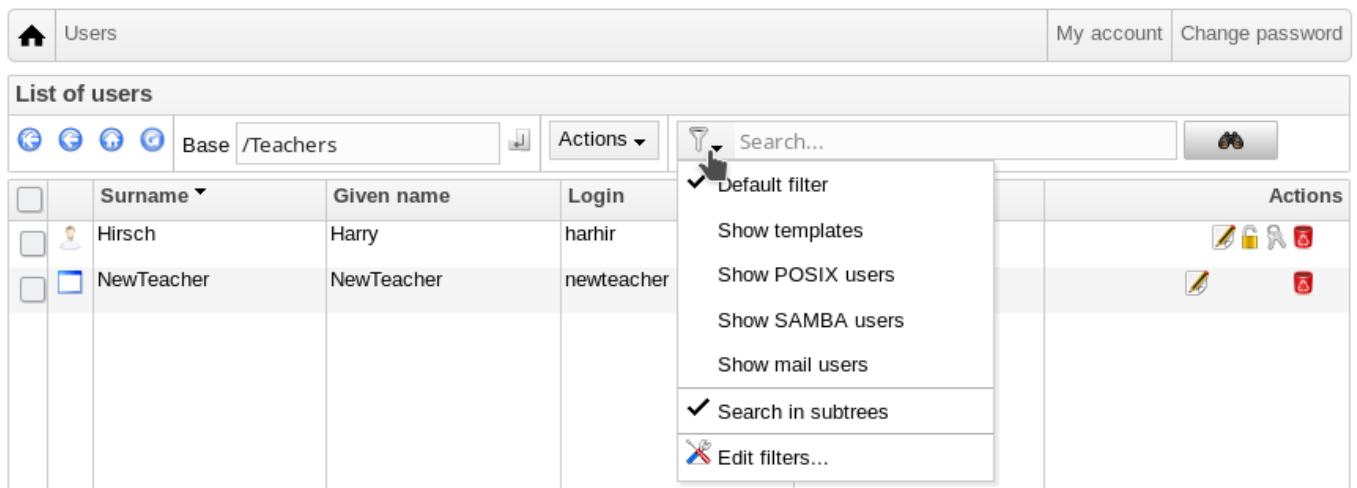 Users My account Change password
List of users
Base /Teachers Actions Search...
Surname Given name Login Actions
Hirsch Harry harhir
NewTeacher NewTeacher newteacher
Default filter
Show templates
Show POSIX users
Show SAMBA users
Show mail users
Search in subtrees
Edit filters...